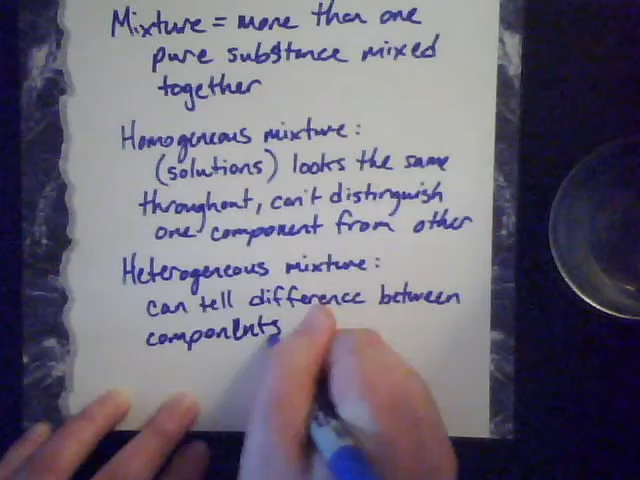 Mixture = more than one
pure substance mixed
together
Homogeneous mixture:
(solutions) looks the same
throughout, can't distinguish
one component from other
Heterogeneous mixture:
can tell difference between
components